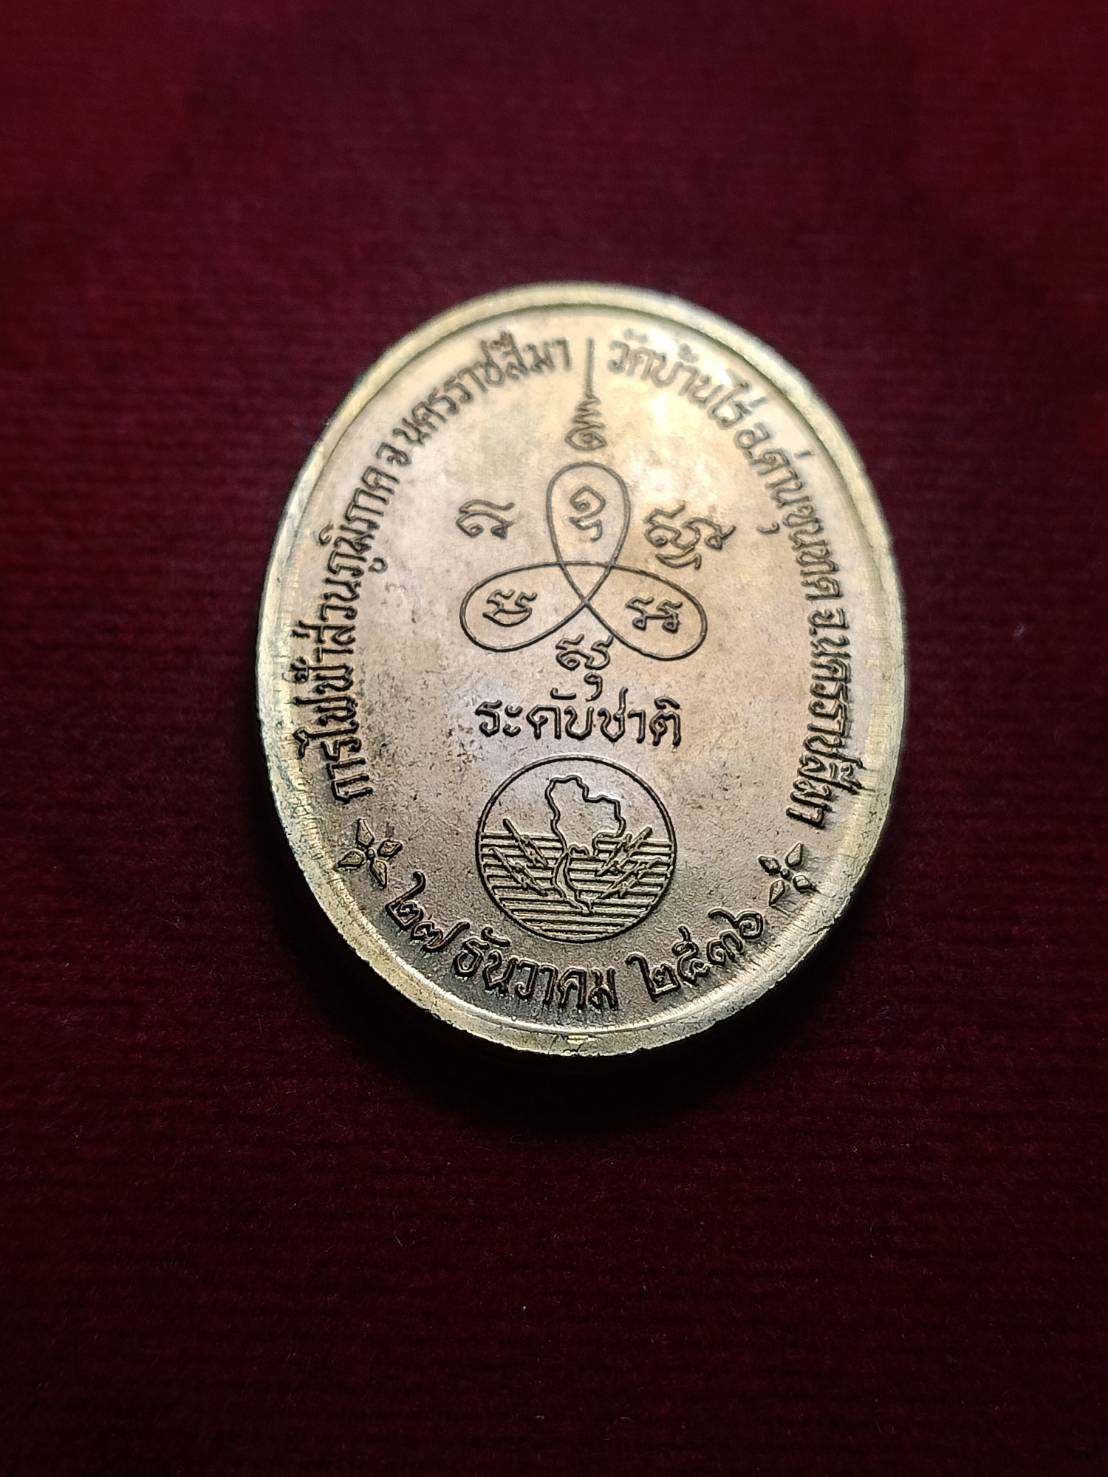 การไฟฟ้าส่วนภูมิภาค จ นครราชสีมา
วัดบ้านไร่ อ.ด่านขุนทด จ.นครราชสีมา
ระดับชาติ
๒๗ ธันวาคม ๒๕๓๖